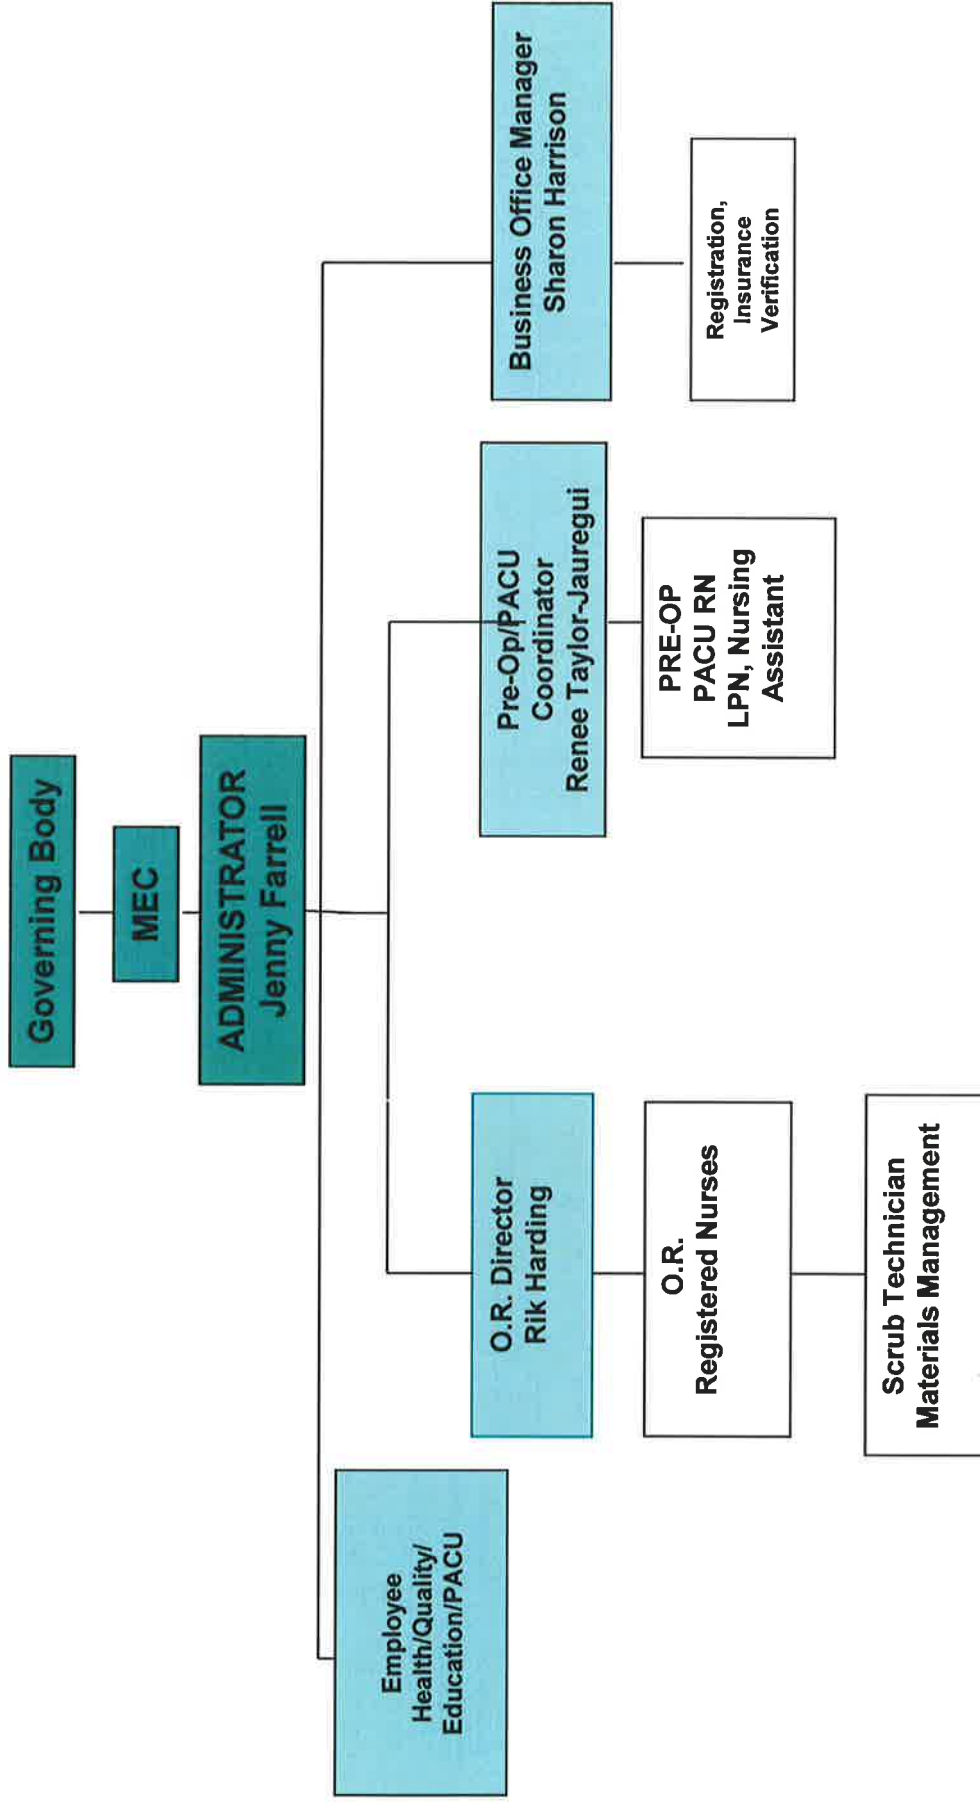 Governing Body
MEC
ADMINISTRATOR
Jenny Farrell
Employee
Health/Quality/
Education/PACU
O.R. Director
Rik Harding
Pre-Op/PACU
Coordinator
Renee Taylor-Jauregui
Business Office Manager
Sharon Harrison
O.R.
Registered Nurses
PRE-OP
PACU RN
LPN, Nursing
Assistant
Registration,
Insurance
Verification
Scrub Technician
Materials Management